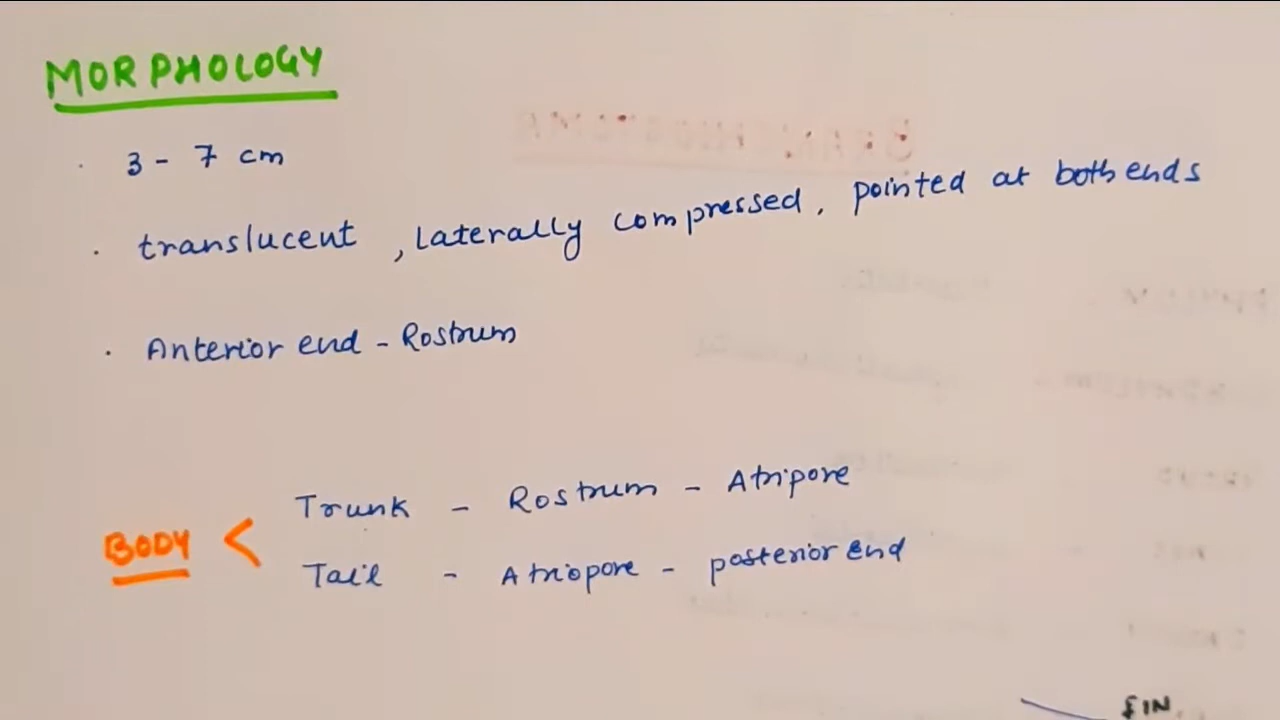 MORPHOLOGY
· 3 - 7 cm
· translucent , laterally compressed, pointed at both ends
· Anterior end - Rostrum
BODY <
Trunk - Rostrum - Atripore
Tail - Atriopore - posterior end
FIN